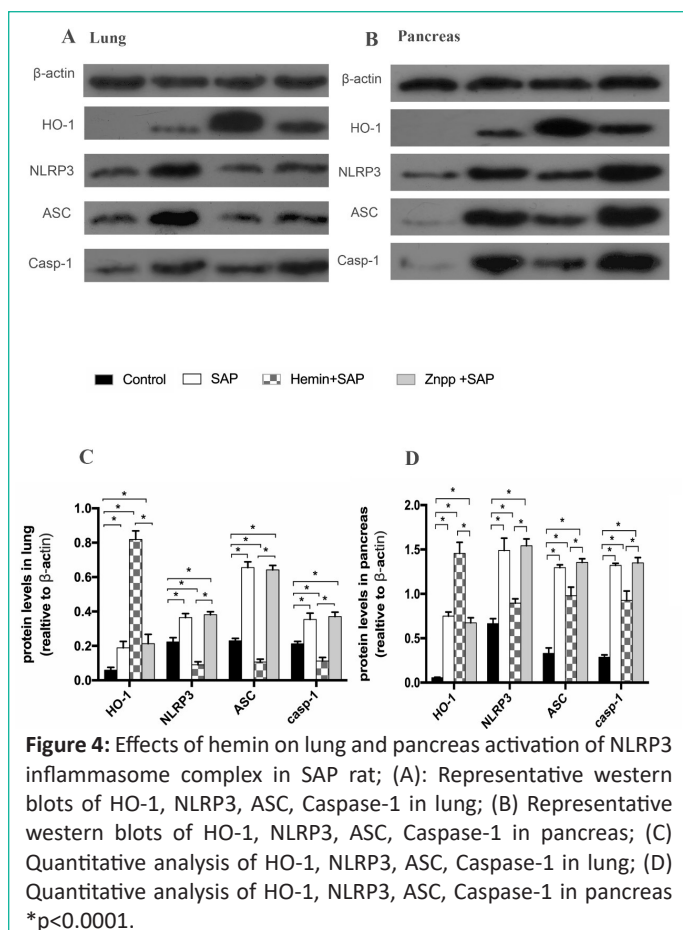 A Lung
β-actin
HO-1
NLRP3
ASC
Casp-1
B Pancreas
β-actin
HO-1
NLRP3
ASC
Casp-1
Control SAP Hemin+SAP Znpp +SAP
C
protein levels in lung
(realtive to β-actin)
1.0
0.8
0.6
0.4
0.2
0.0
* * * *
* * * *
* * * *
* * * *
HO-1 NLRP3 ASC casp-1
D
protein levels in pancreas
(realtive to β-actin)
2.0
1.5
1.0
0.5
0.0
* * * *
* * * *
* * * *
* * * *
HO-1 NLRP3 ASC casp-1
Figure 4: Effects of hemin on lung and pancreas activation of NLRP3
inflammasome complex in SAP rat; (A): Representative western
blots of HO-1, NLRP3, ASC, Caspase-1 in lung; (B) Representative
western blots of HO-1, NLRP3, ASC, Caspase-1 in pancreas; (C)
Quantitative analysis of HO-1, NLRP3, ASC, Caspase-1 in lung; (D)
Quantitative analysis of HO-1, NLRP3, ASC, Caspase-1 in pancreas
*p<0.0001.